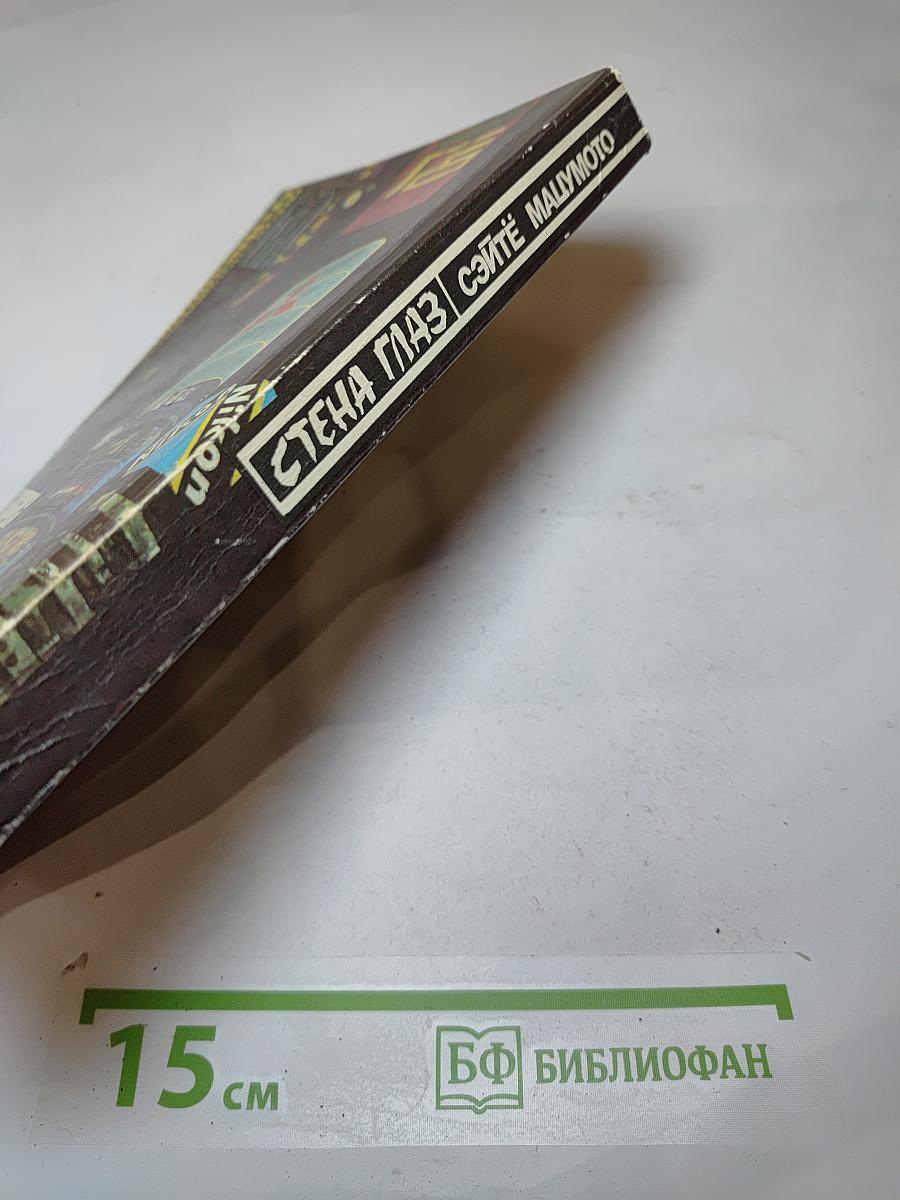 СТЕНА ГЛАЗ
СЭЙТЁ МАЦУМОТО
Nikon
15 см
БФ БИБЛИОФАН